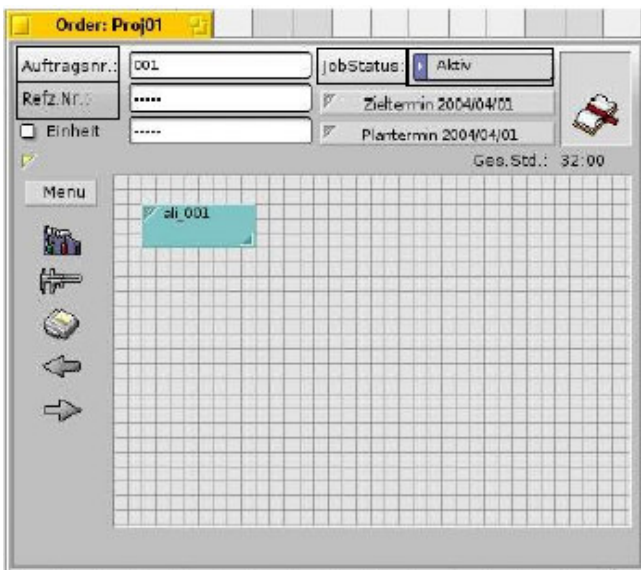 Order: Proj01
Auftragsnr.: 001
JobStatus: Aktiv
Refz.Nr.: -----
Zieltermin 2004/04/01
Einheit -----
Plantermin 2004/04/01
Ges.Std.: 32:00
Menu
ali_001